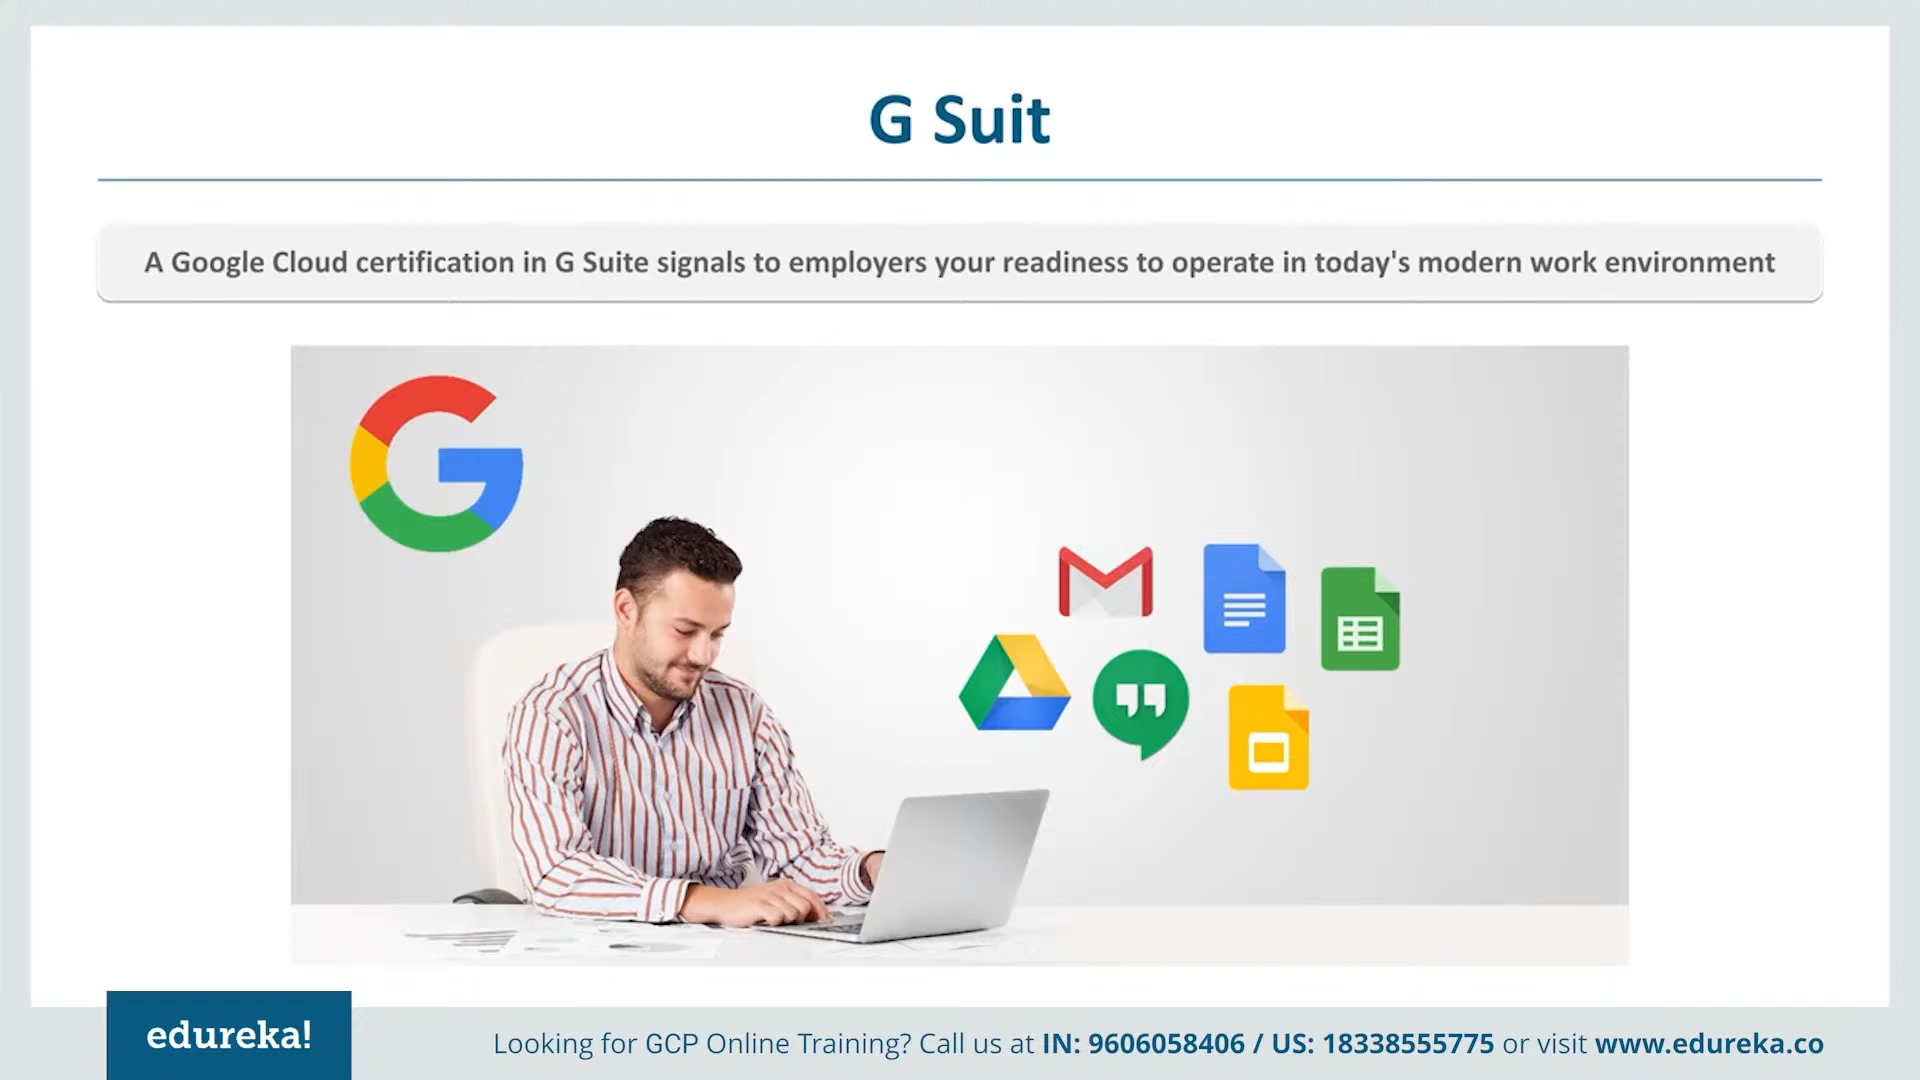 G Suit
A Google Cloud certification in G Suite signals to employers your readiness to operate in today's modern work environment
edureka!
Looking for GCP Online Training? Call us at IN: 9606058406 / US: 18338555775 or visit www.edureka.co